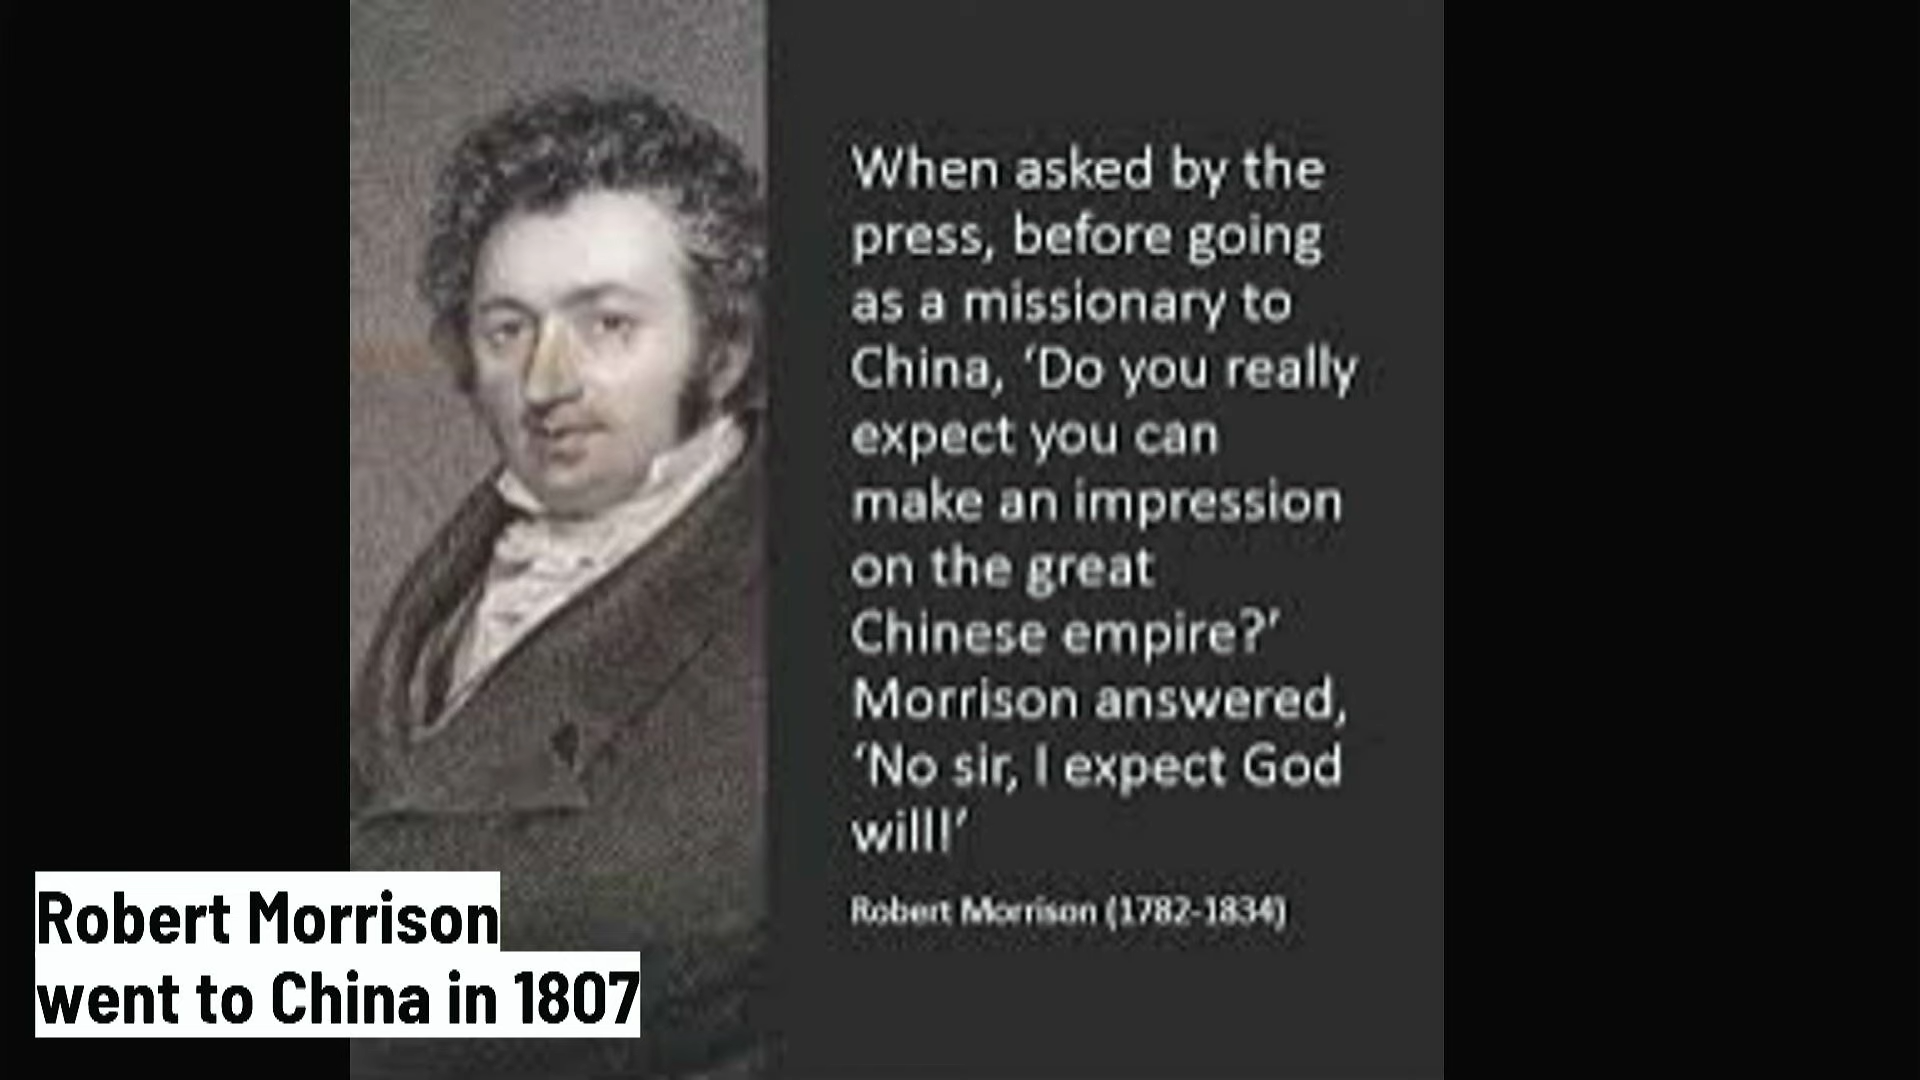 When asked by the
press, before going
as a missionary to
China, ‘Do you really
expect you can
make an impression
on the great
Chinese empire?’
Morrison answered,
‘No sir, I expect God
will!’
Robert Morrison (1782-1834)
Robert Morrison
went to China in 1807